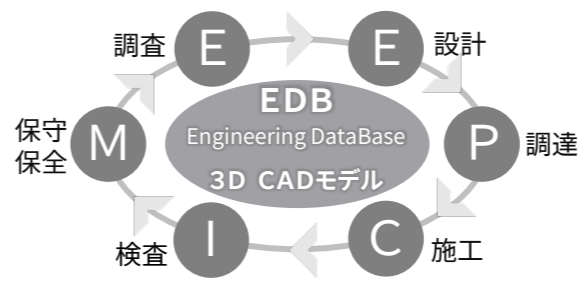 調査
E
E
設計
EDB
Engineering DataBase
3D CADモデル
保守
保全
M
P
調達
検査
I
C
施工